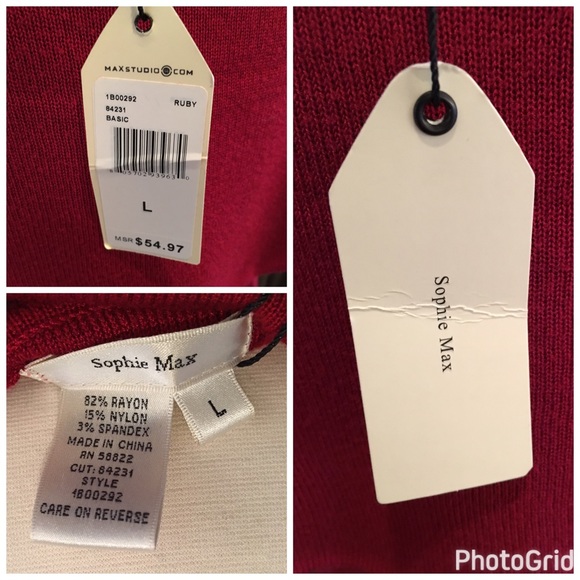 MAXSTUDIO.COM
1B00292 RUBY
84231
BASIC
L
MSR $54.97
Sophie Max
Sophie Max
L
82% RAYON
15% NYLON
3% SPANDEX
MADE IN CHINA
RN 58822
CUT: 84231
STYLE
1B00292
CARE ON REVERSE
PhotoGrid